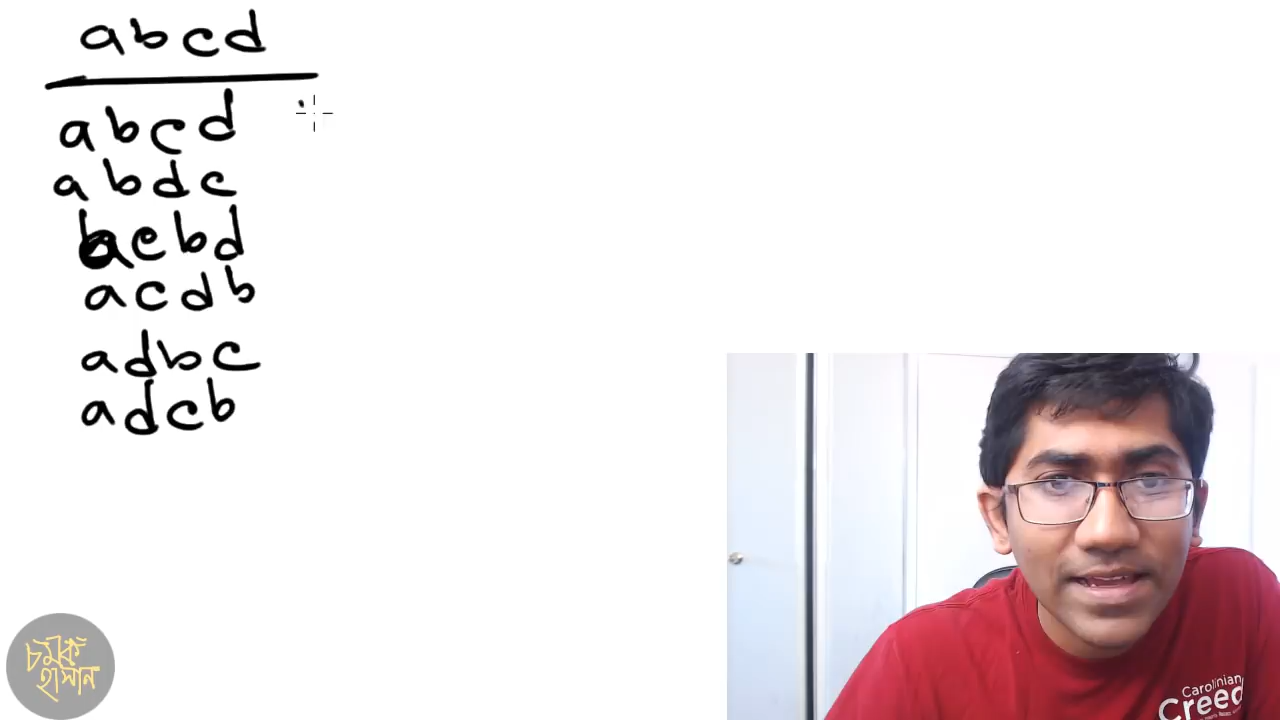 abcd
abcd
abdc
acbd
acdb
adbc
adcb
Carolinian
Creed
চমক
হাসান